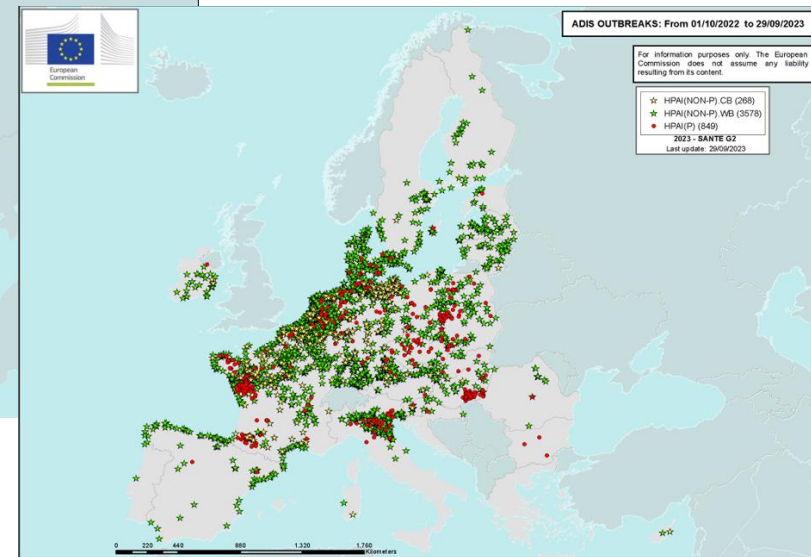 European
Commission
ADIS OUTBREAKS: From 01/10/2022 to 29/09/2023
For information purposes only. The European
Commission does not assume any liability
resulting from its content.
HPAI(NON-P).CB (268)
HPAI(NON-P).WB (3578)
HPAI(P) (849)
2023 - SANTE G2
Last update: 29/09/2023
0 220 440 880 1,320 1,760
Kilometers